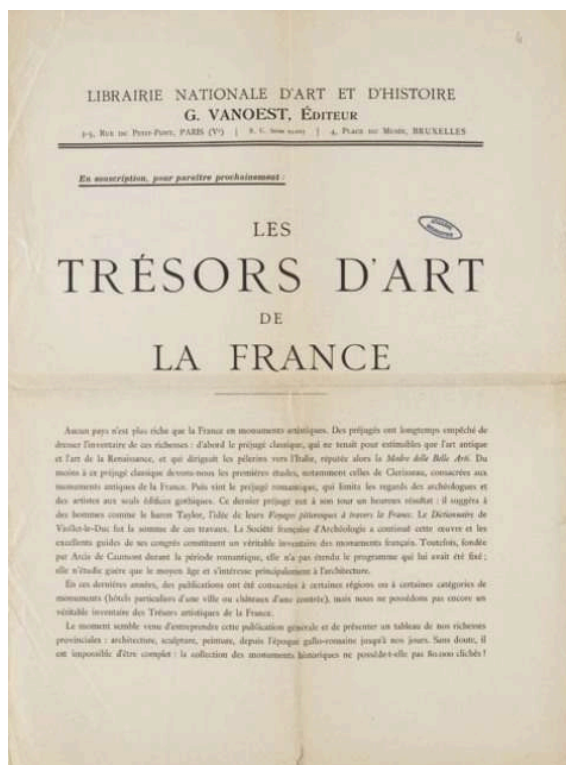 LIBRAIRIE NATIONALE D'ART ET D'HISTOIRE
G. VANOEST, ÉDITEUR
3-5, RUE DU PETIT-PONT, PARIS (Vᵉ) | R. C. Seine | 4, PLACE DU MUSÉE, BRUXELLES
En souscription, pour paraître prochainement :
LES
TRÉSORS D'ART
DE
LA FRANCE
Aucun pays n'est plus riche que la France en monuments artistiques. Des préjugés ont longtemps empêché de
dresser l'inventaire de ces richesses : d'abord le préjugé classique, qui ne tenait pour estimables que l'art antique
et l'art de la Renaissance, et qui dirigeait les pèlerins vers l'Italie, réputée alors la Madre delle Belle Arti. Du
moins à ce préjugé classique devons-nous les premières études, notamment celles de Clerisseau, consacrées aux
monuments antiques de la France. Puis vint le préjugé romantique, qui limita les regards des archéologues et
des artistes aux seuls édifices gothiques. Ce dernier préjugé eut à son tour un heureux résultat : il suggéra à
des hommes comme le baron Taylor, l'idée de leurs Voyages pittoresques à travers la France. Le Dictionnaire de
Viollet-le-Duc fut la somme de ces travaux. La Société française d'Archéologie a continué cette œuvre et les
excellents guides de ses congrès constituent un véritable inventaire des monuments français. Toutefois, fondée
par Arcis de Caumont durant la période romantique, elle n'a pas étendu le programme qui lui avait été fixé ;
elle n'étudie guère que le moyen âge et s'intéresse principalement à l'architecture.
En ces dernières années, des publications ont été consacrées à certaines régions ou à certaines catégories de
monuments (hôtels particuliers d'une ville ou châteaux d'une contrée), mais nous ne possédons pas encore un
véritable inventaire des Trésors artistiques de la France.
Le moment semble venu d'entreprendre cette publication générale et de présenter un tableau de nos richesses
provinciales : architecture, sculpture, peinture, depuis l'époque gallo-romaine jusqu'à nos jours. Sans doute, il
est impossible d'être complet : la collection des monuments historiques ne possède-t-elle pas 80.000 clichés !